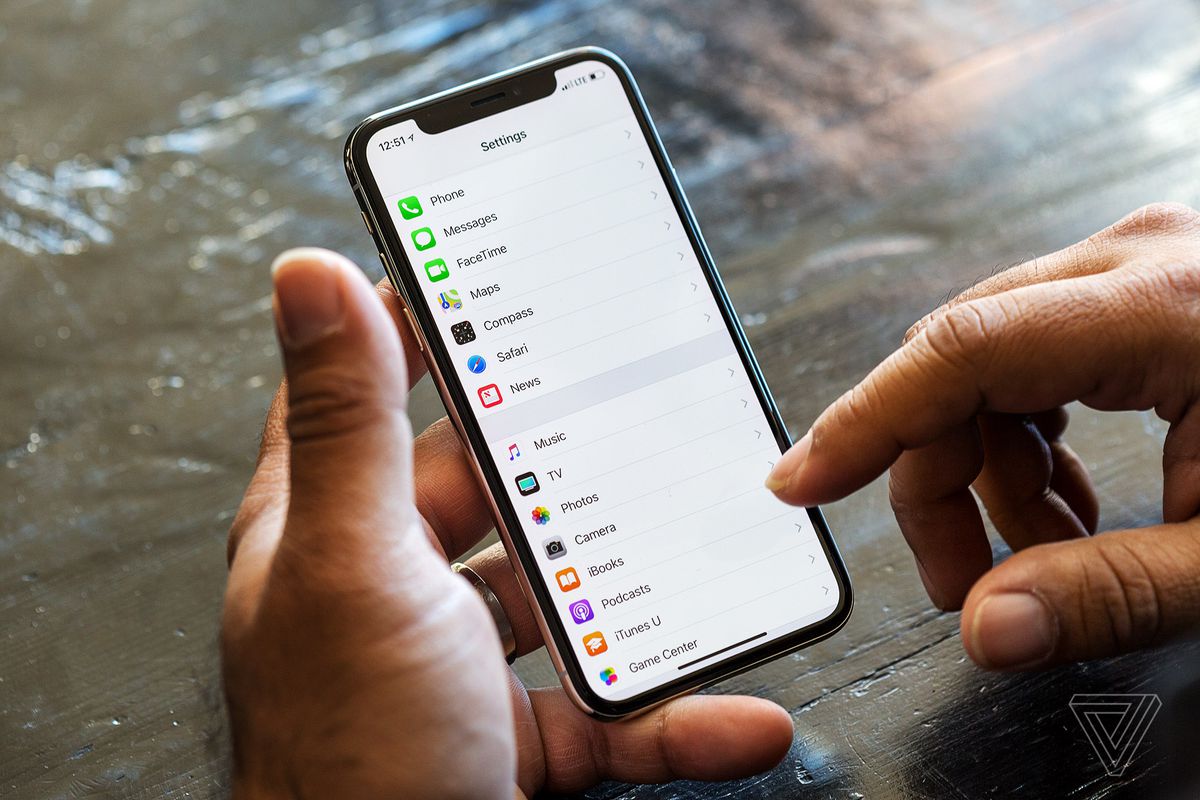 12:51
LTE
Settings
Phone
Messages
FaceTime
Maps
Compass
Safari
News
Music
TV
Photos
Camera
iBooks
Podcasts
iTunes U
Game Center